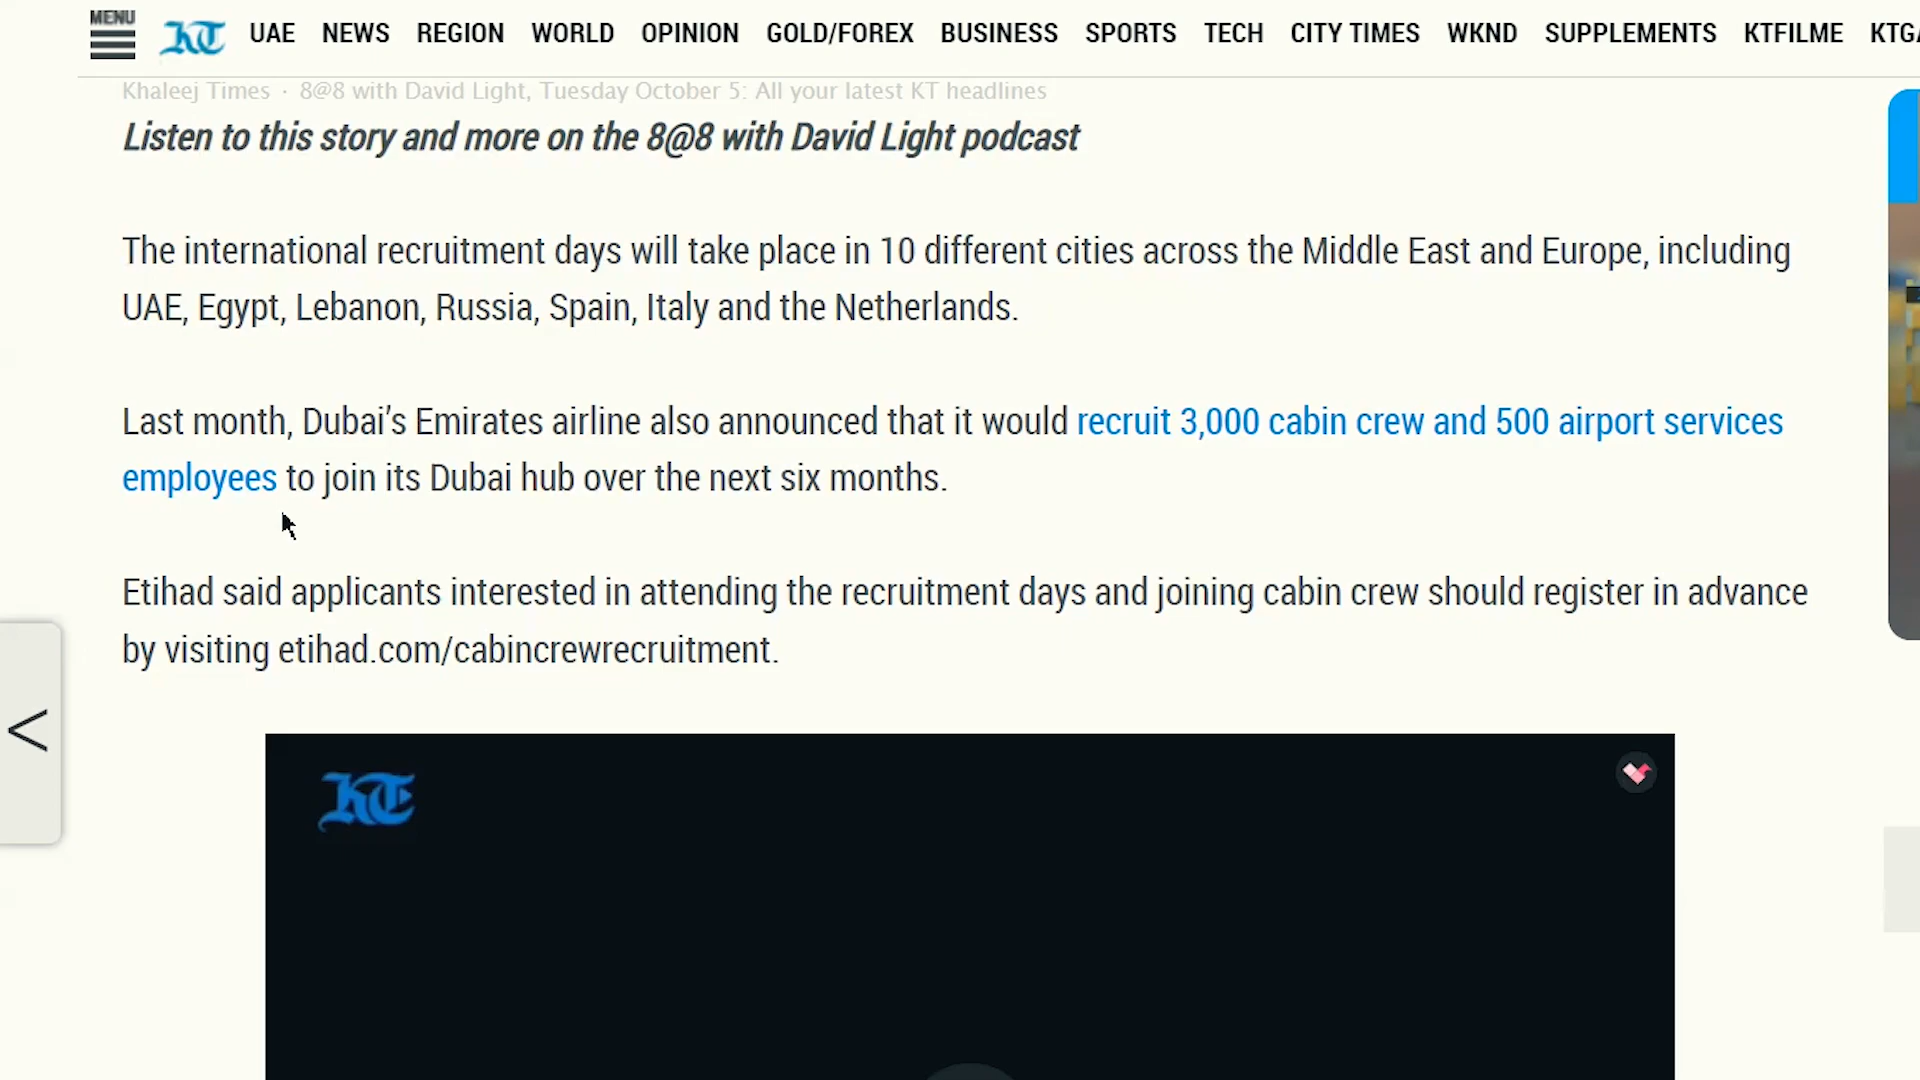 MENU
KT UAE NEWS REGION WORLD OPINION GOLD/FOREX BUSINESS SPORTS TECH CITY TIMES WKND SUPPLEMENTS KTFILME KTGA
Khaleej Times · 8@8 with David Light, Tuesday October 5: All your latest KT headlines
Listen to this story and more on the 8@8 with David Light podcast
The international recruitment days will take place in 10 different cities across the Middle East and Europe, including
UAE, Egypt, Lebanon, Russia, Spain, Italy and the Netherlands.
Last month, Dubai’s Emirates airline also announced that it would recruit 3,000 cabin crew and 500 airport services
employees to join its Dubai hub over the next six months.
Etihad said applicants interested in attending the recruitment days and joining cabin crew should register in advance
by visiting etihad.com/cabincrewrecruitment.
<
KT